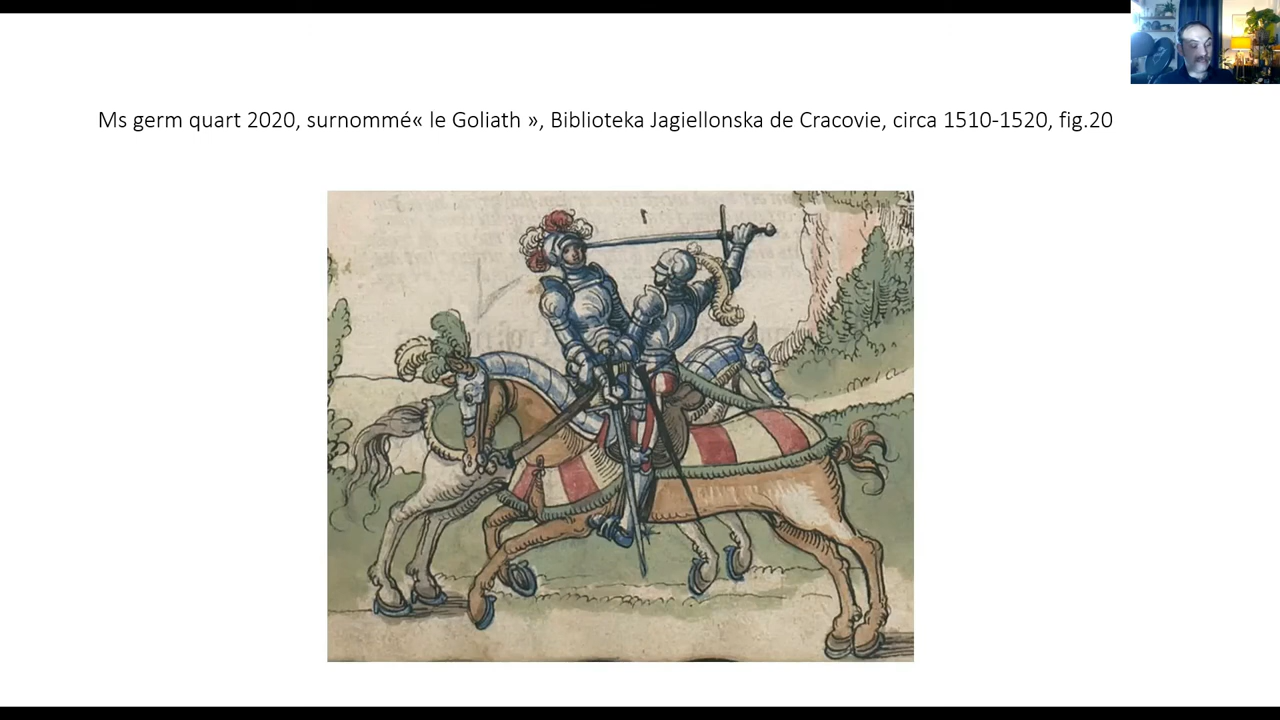 Ms germ quart 2020, surnommé« le Goliath », Biblioteka Jagiellonska de Cracovie, circa 1510-1520, fig.20